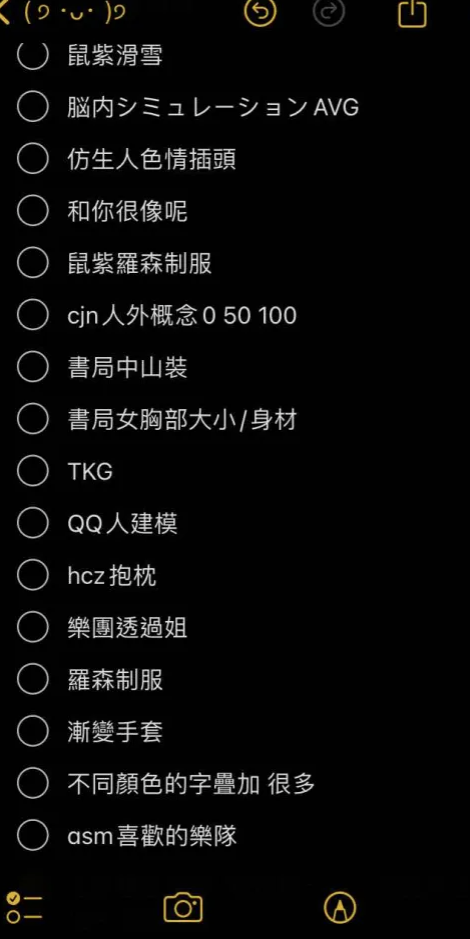 (୨ ·ᴗ· )୨
鼠紫滑雪
脳内シミュレーションAVG
仿生人色情插頭
和你很像呢
鼠紫羅森制服
cjn人外概念0 50 100
書局中山裝
書局女胸部大小/身材
TKG
QQ人建模
hcz抱枕
樂團透過姐
羅森制服
漸變手套
不同顏色的字疊加 很多
asm喜歡的樂隊